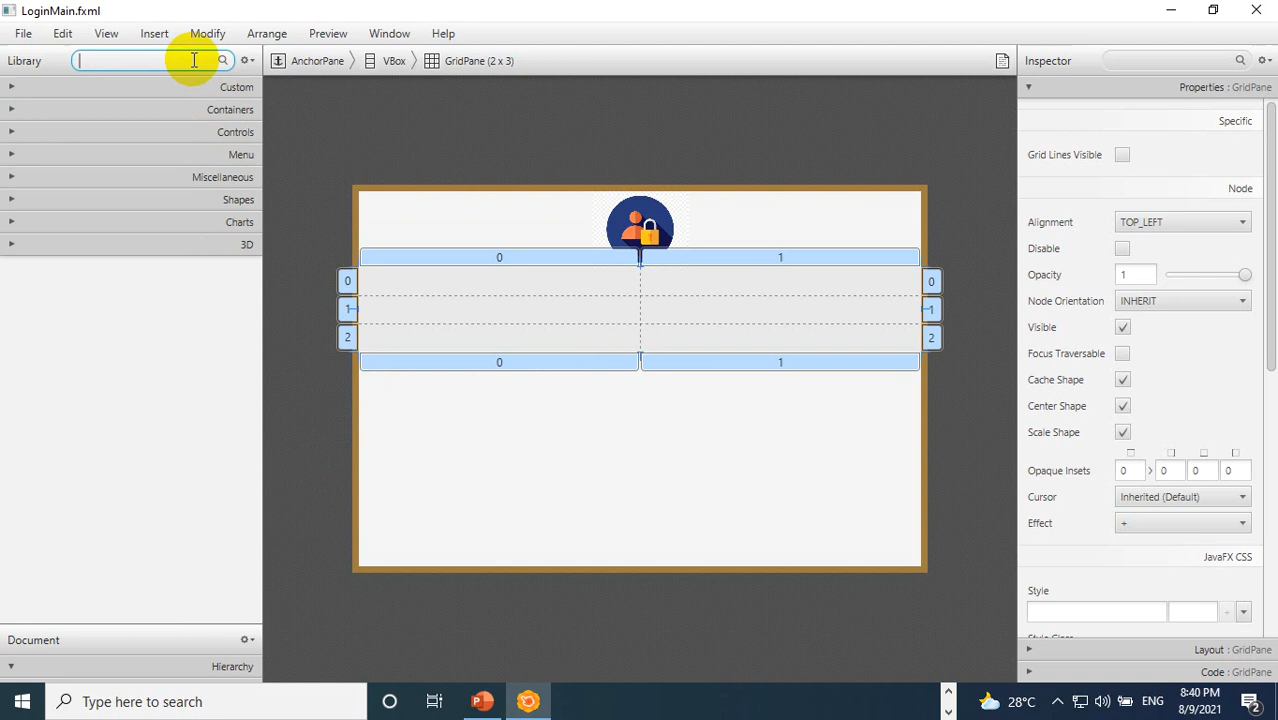 LoginMain.fxml
File Edit View Insert Modify Arrange Preview Window Help
Library
AnchorPane VBox GridPane (2 x 3)
Inspector
Custom
Containers
Controls
Menu
Miscellaneous
Shapes
Charts
3D
0 1
0 0
1 1
2 2
0 1
Properties : GridPane
Specific
Grid Lines Visible
Node
Alignment TOP_LEFT
Disable
Opacity 1
Node Orientation INHERIT
Visible
Focus Traversable
Cache Shape
Center Shape
Scale Shape
Opaque Insets 0 0 0 0
Cursor Inherited (Default)
Effect +
JavaFX CSS
Style
Layout : GridPane
Code : GridPane
Document
Hierarchy
Type here to search
28°C
ENG
8:40 PM
8/9/2021
2